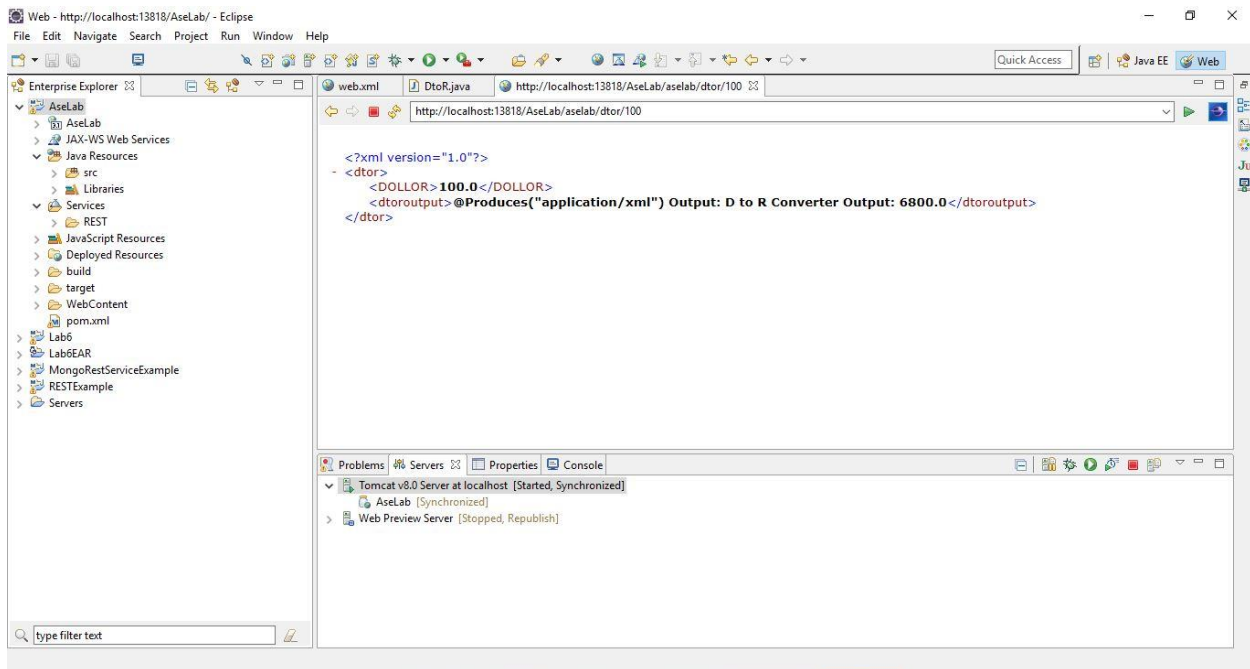 Web - http://localhost:13818/AseLab/ - Eclipse
File Edit Navigate Search Project Run Window Help
Quick Access
Java EE
Web
Enterprise Explorer
AseLab
AseLab
JAX-WS Web Services
Java Resources
src
Libraries
Services
REST
JavaScript Resources
Deployed Resources
build
target
WebContent
pom.xml
Lab6
Lab6EAR
MongoRestServiceExample
RESTExample
Servers
type filter text
web.xml
DtoR.java
http://localhost:13818/AseLab/aselab/dtor/100
http://localhost:13818/AseLab/aselab/dtor/100
<?xml version="1.0"?>
- <dtor>
<DOLLOR>100.0</DOLLOR>
<dtoroutput>@Produces("application/xml") Output: D to R Converter Output: 6800.0</dtoroutput>
</dtor>
Problems Servers Properties Console
Tomcat v8.0 Server at localhost [Started, Synchronized]
AseLab [Synchronized]
Web Preview Server [Stopped, Republish]
Ju